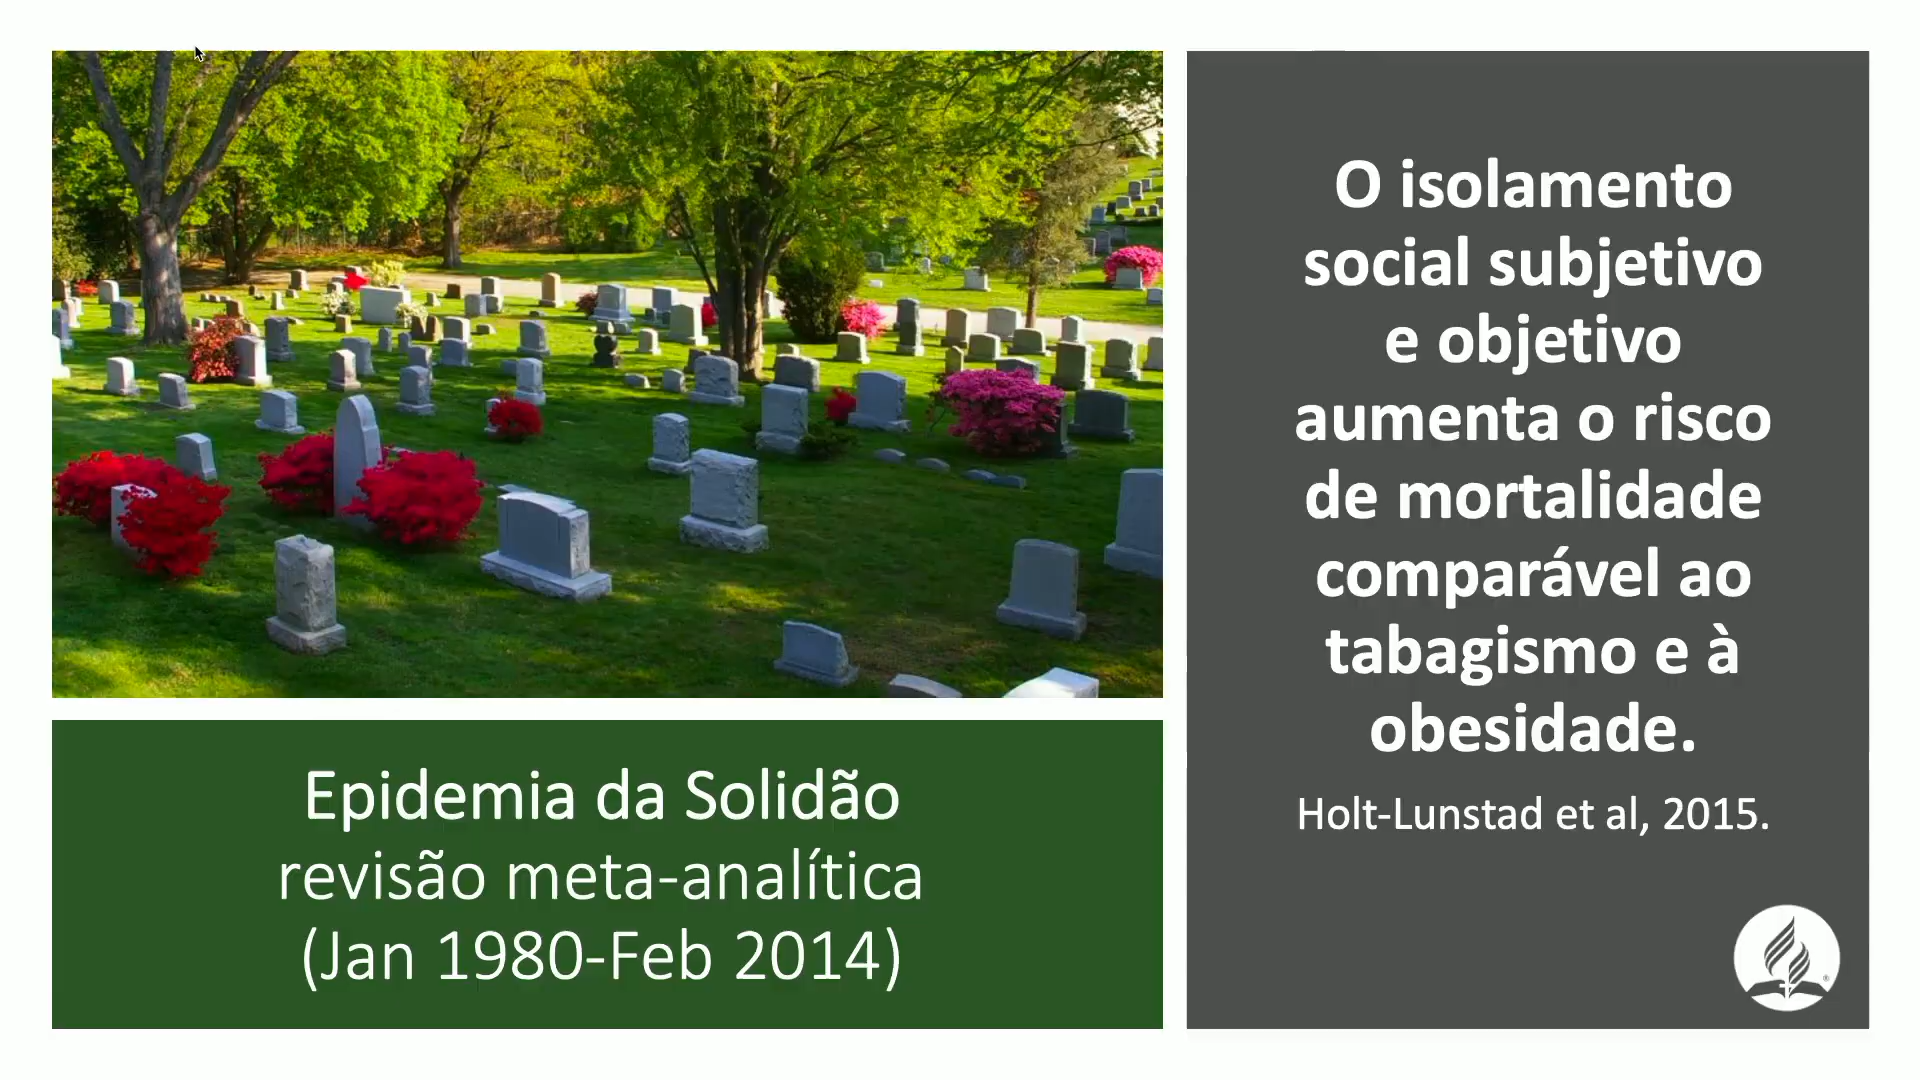 O isolamento
social subjetivo
e objetivo
aumenta o risco
de mortalidade
comparável ao
tabagismo e à
obesidade.
Holt-Lunstad et al, 2015.
Epidemia da Solidão
revisão meta-analítica
(Jan 1980-Feb 2014)